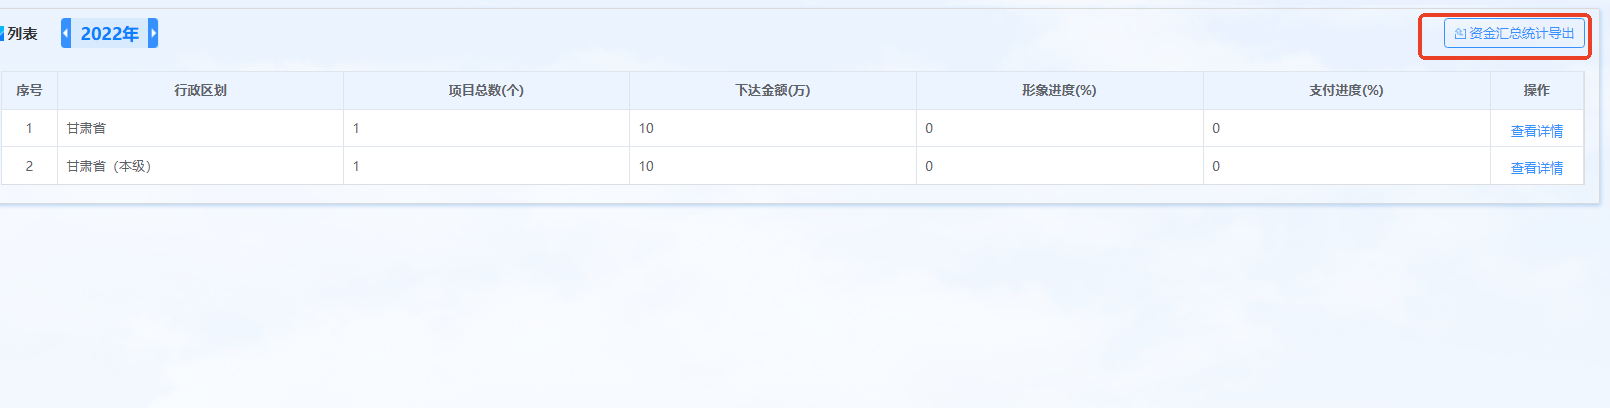 列表 2022年 资金汇总统计导出
序号 行政区划 项目总数(个) 下达金额(万) 形象进度(%) 支付进度(%) 操作
1 甘肃省 1 10 0 0 查看详情
2 甘肃省（本级） 1 10 0 0 查看详情